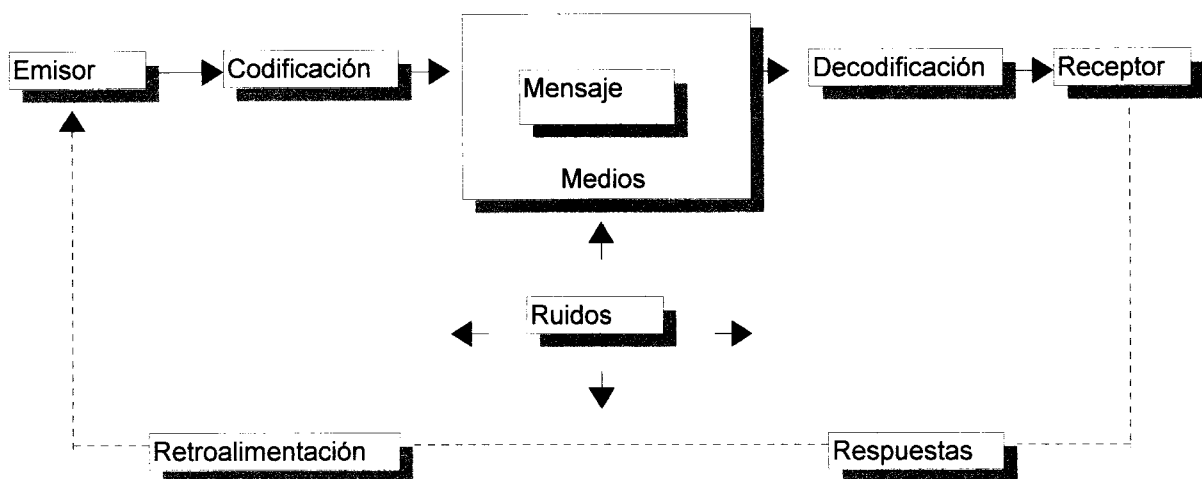 Emisor
Codificación
Mensaje
Medios
Decodificación
Receptor
Ruidos
Retroalimentación
Respuestas